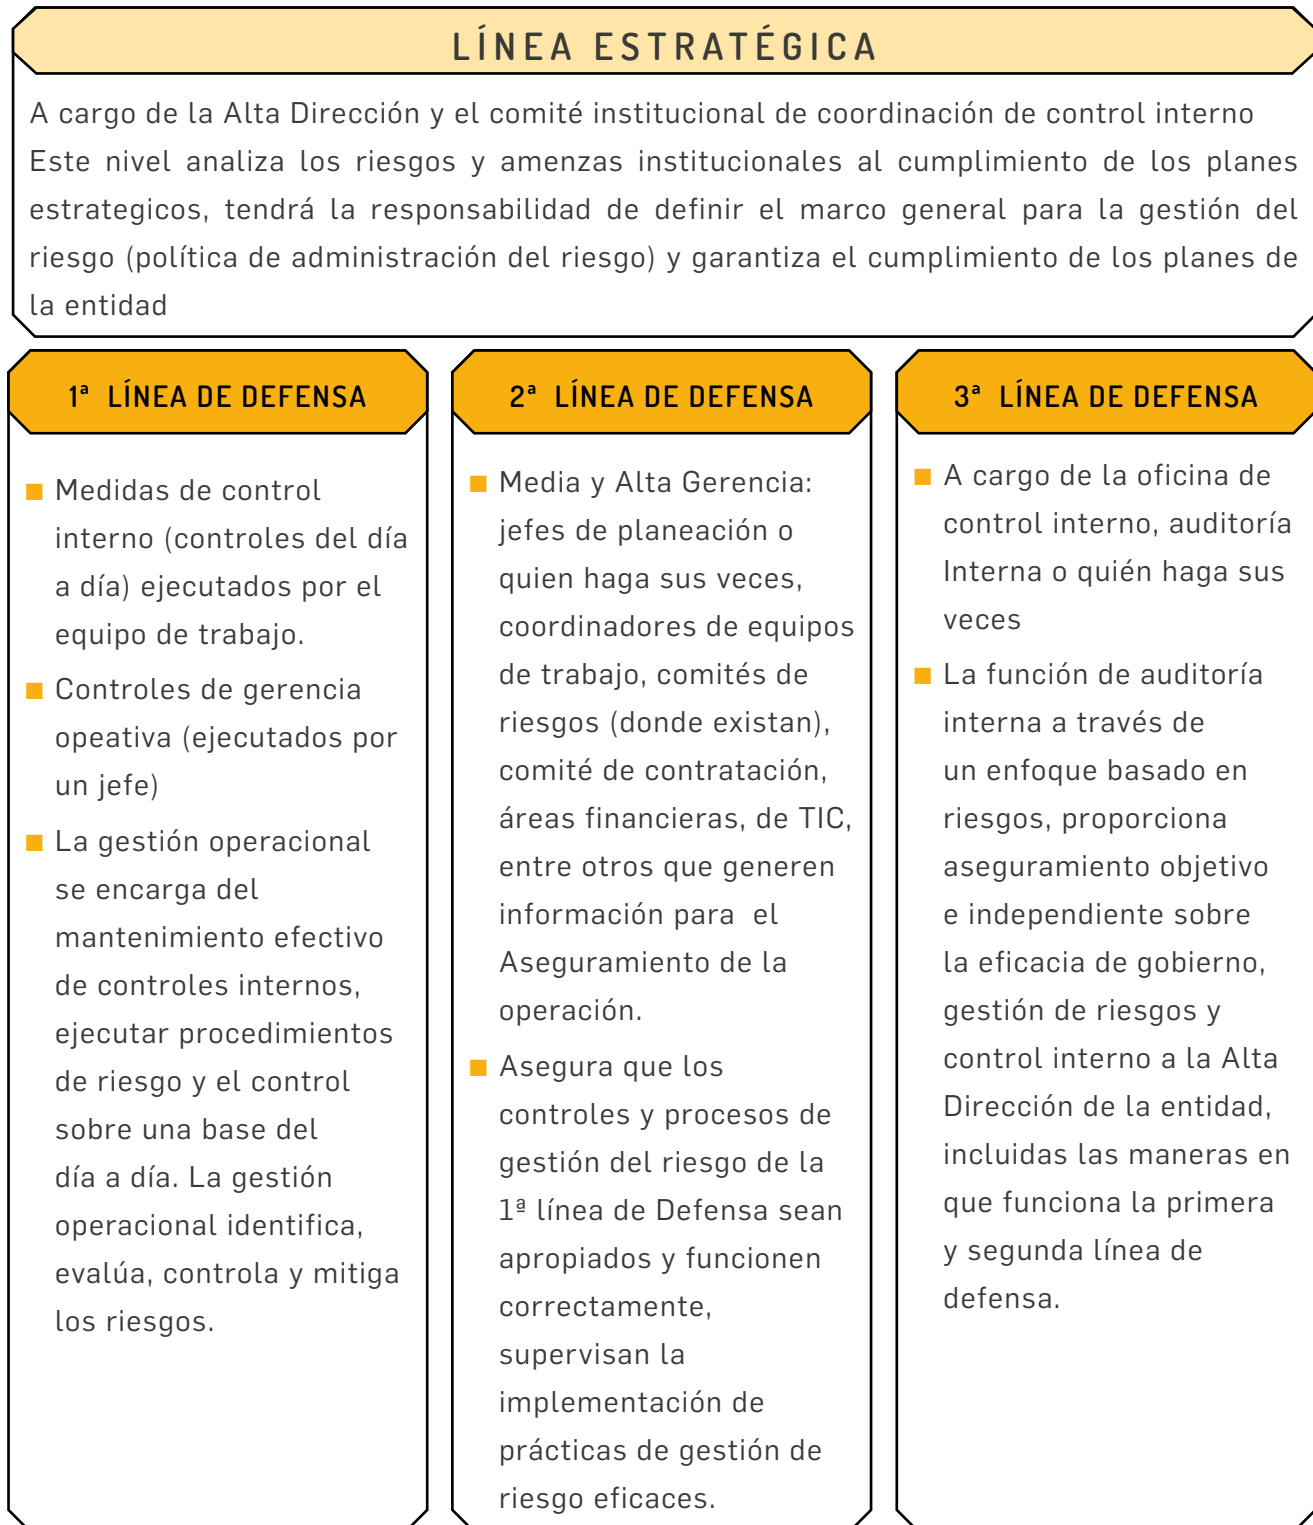 LÍNEA ESTRATÉGICA
A cargo de la Alta Dirección y el comité institucional de coordinación de control interno
Este nivel analiza los riesgos y amenzas institucionales al cumplimiento de los planes
estrategicos, tendrá la responsabilidad de definir el marco general para la gestión del
riesgo (política de administración del riesgo) y garantiza el cumplimiento de los planes de
la entidad
1ª LÍNEA DE DEFENSA
■ Medidas de control
interno (controles del día
a día) ejecutados por el
equipo de trabajo.
■ Controles de gerencia
opeativa (ejecutados por
un jefe)
■ La gestión operacional
se encarga del
mantenimiento efectivo
de controles internos,
ejecutar procedimientos
de riesgo y el control
sobre una base del
día a día. La gestión
operacional identifica,
evalúa, controla y mitiga
los riesgos.
2ª LÍNEA DE DEFENSA
■ Media y Alta Gerencia:
jefes de planeación o
quien haga sus veces,
coordinadores de equipos
de trabajo, comités de
riesgos (donde existan),
comité de contratación,
áreas financieras, de TIC,
entre otros que generen
información para el
Aseguramiento de la
operación.
■ Asegura que los
controles y procesos de
gestión del riesgo de la
1ª línea de Defensa sean
apropiados y funcionen
correctamente,
supervisan la
implementación de
prácticas de gestión de
riesgo eficaces.
3ª LÍNEA DE DEFENSA
■ A cargo de la oficina de
control interno, auditoría
Interna o quién haga sus
veces
■ La función de auditoría
interna a través de
un enfoque basado en
riesgos, proporciona
aseguramiento objetivo
e independiente sobre
la eficacia de gobierno,
gestión de riesgos y
control interno a la Alta
Dirección de la entidad,
incluidas las maneras en
que funciona la primera
y segunda línea de
defensa.